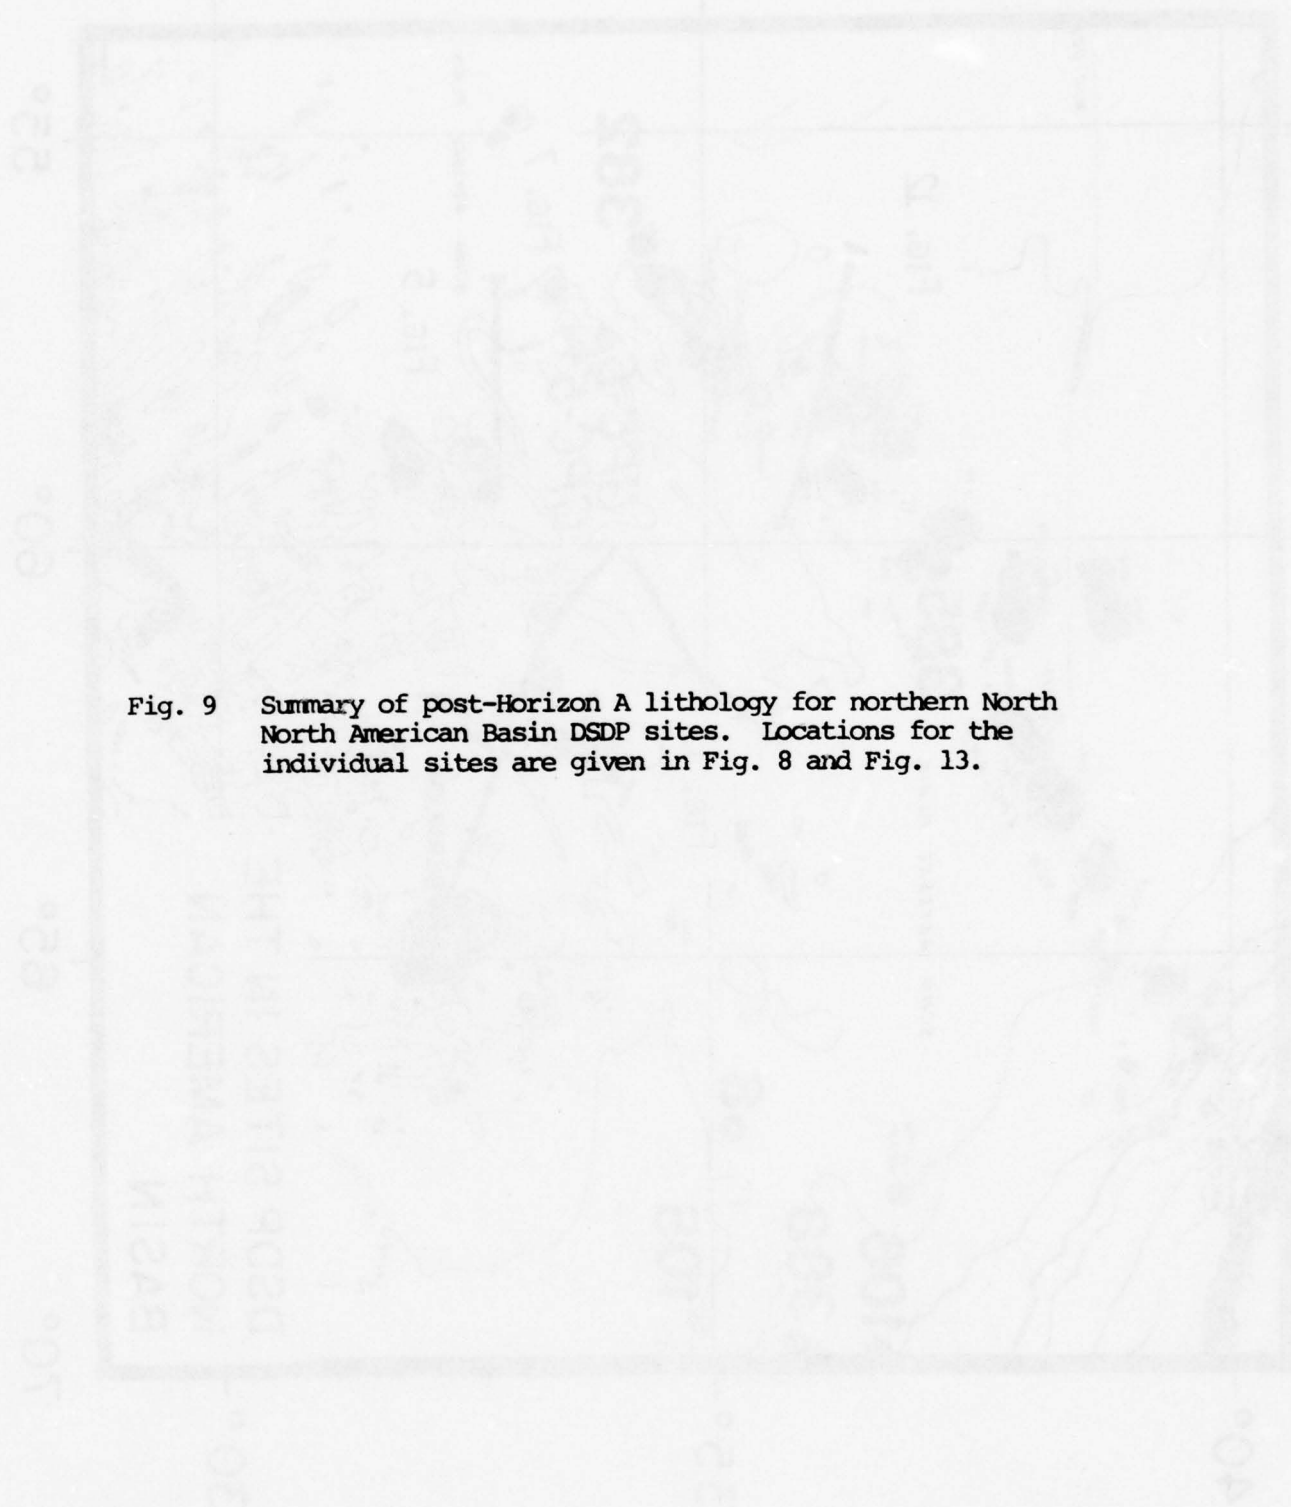 Fig. 9 Summary of post-Horizon A lithology for northern North
North American Basin DSDP sites. Locations for the
individual sites are given in Fig. 8 and Fig. 13.